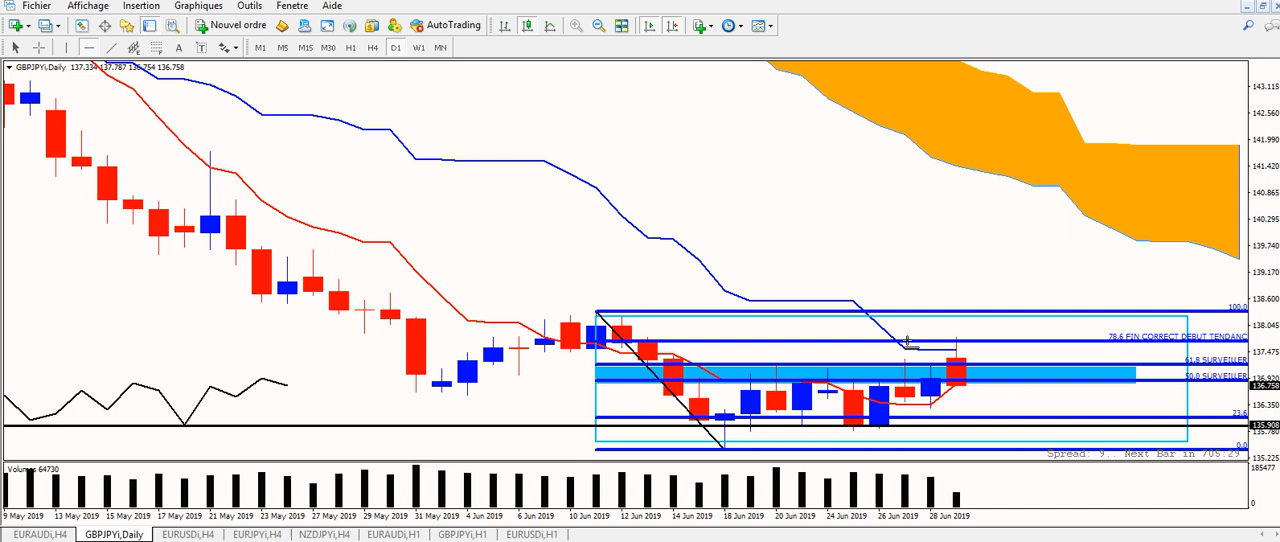 Fichier Affichage Insertion Graphiques Outils Fenetre Aide
Nouvel ordre AutoTrading
A T M1 M5 M15 M30 H1 H4 D1 W1 MN
GBPJPYi,Daily 137.334 137.787 136.754 136.758
143.115
142.560
141.990
141.420
140.865
140.295
139.740
139.170
138.600
100.0
138.045
78.6 FIN CORRECT DEBUT TENDANC
137.475
61.8 SURVEILLER
50.0 SURVEILLER
136.920
136.758
136.350
23.6
135.908
135.780
0.0
Spread: 9.. Next Bar in 705:29
135.225
Volumes 64730
185477
0
9 May 2019 13 May 2019 15 May 2019 17 May 2019 21 May 2019 23 May 2019 27 May 2019 29 May 2019 31 May 2019 4 Jun 2019 6 Jun 2019 10 Jun 2019 12 Jun 2019 14 Jun 2019 18 Jun 2019 20 Jun 2019 24 Jun 2019 26 Jun 2019 28 Jun 2019
EURAUDi,H4 GBPJPYi,Daily EURUSDi,H4 EURJPYi,H4 NZDJPYi,H4 EURAUDi,H1 GBPJPYi,H1 EURUSDi,H1